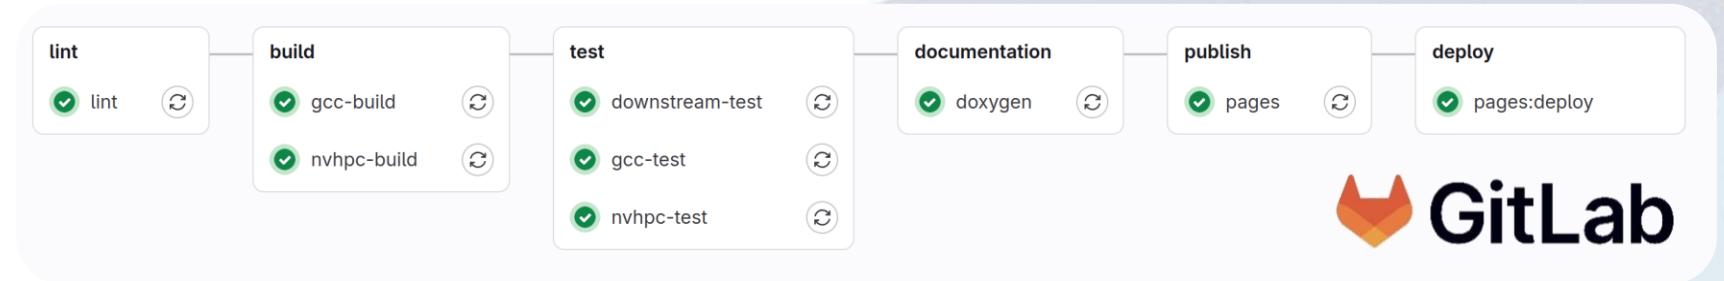 lint
lint
build
gcc-build
nvhpc-build
test
downstream-test
gcc-test
nvhpc-test
documentation
doxygen
publish
pages
deploy
pages:deploy
GitLab